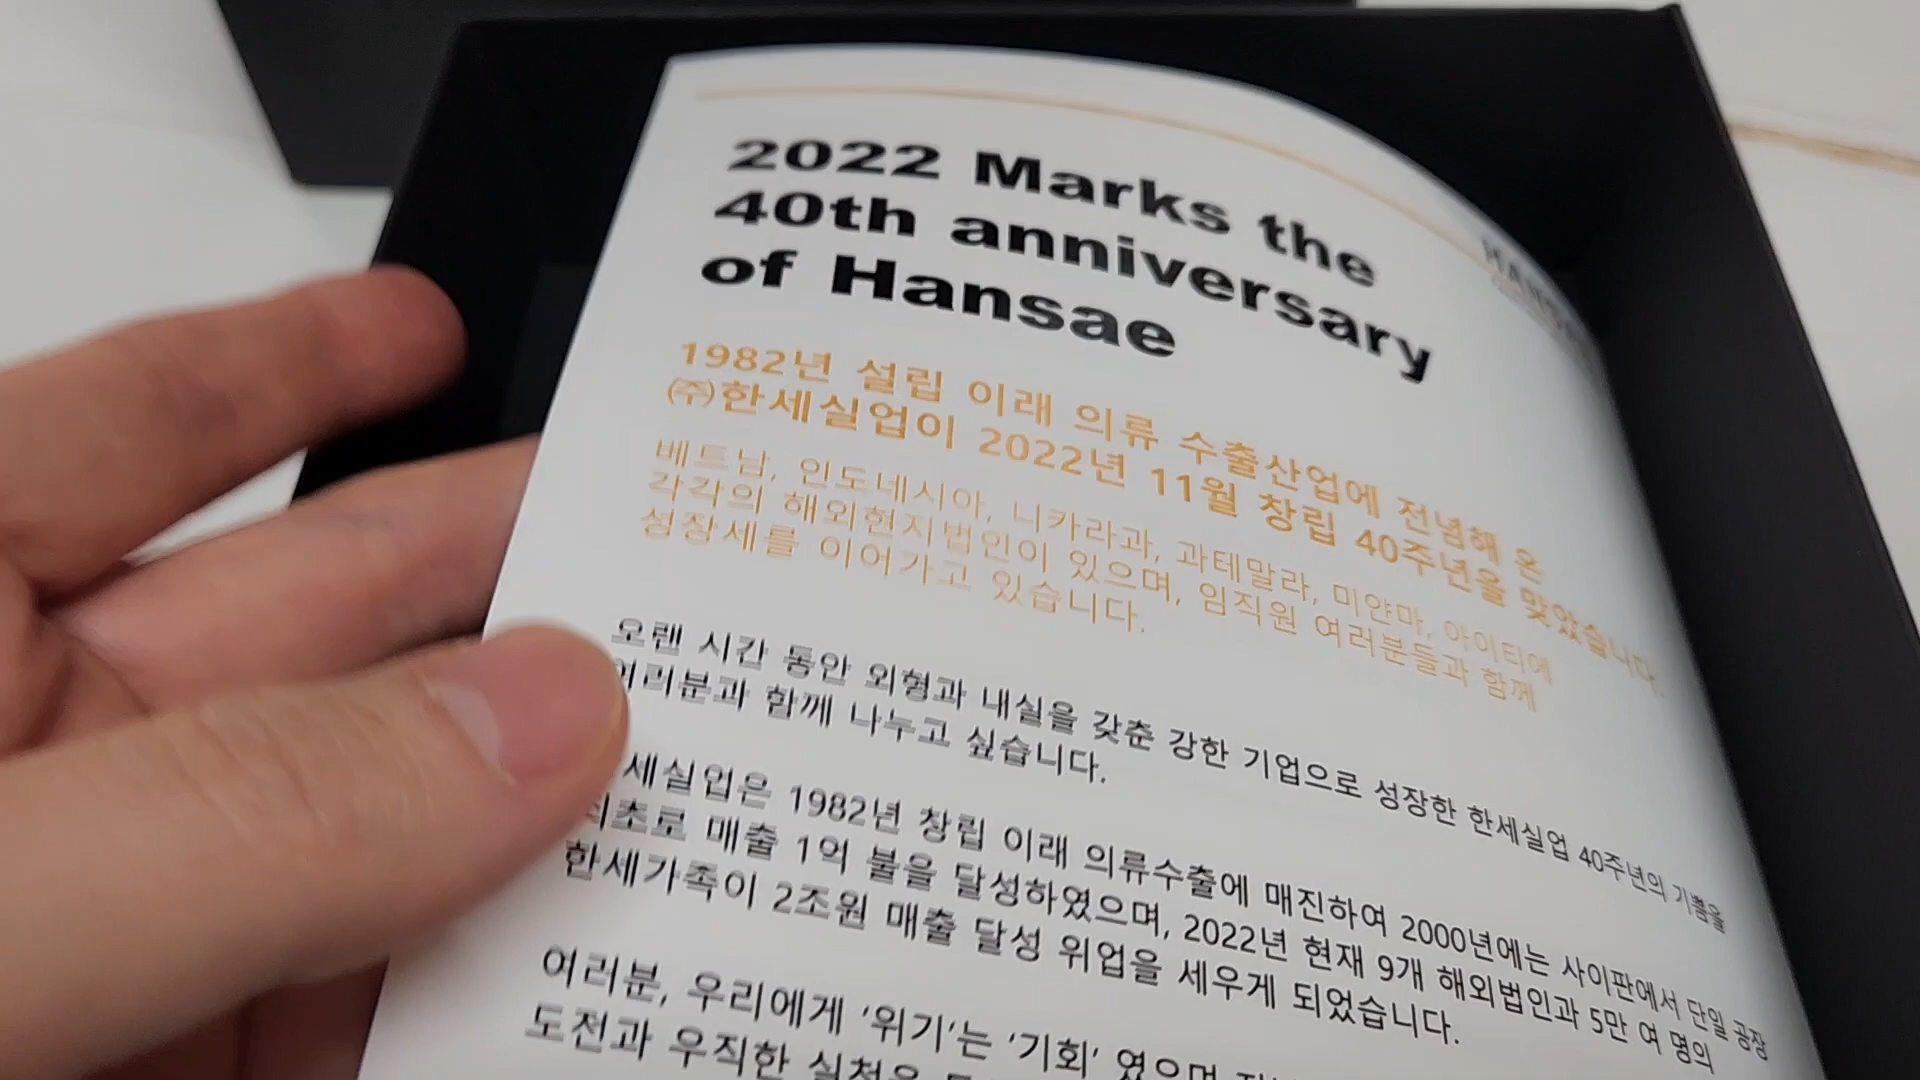 2022 Marks the
40th anniversary
of Hansae
1982년 설립 이래 의류 수출산업에 전념해 온
㈜한세실업이 2022년 11월 창립 40주년을 맞았습니다.
베트남, 인도네시아, 니카라과, 과테말라, 미얀마, 아이티에
각각의 해외현지법인이 있으며, 임직원 여러분들과 함께
성장세를 이어가고 있습니다.
오랜 시간 동안 외형과 내실을 갖춘 강한 기업으로 성장한 한세실업 40주년의 기쁨을
여러분과 함께 나누고 싶습니다.
세실업은 1982년 창립 이래 의류수출에 매진하여 2000년에는 사이판에서 단일 공장
최초로 매출 1억 불을 달성하였으며, 2022년 현재 9개 해외법인과 5만 여 명의
한세가족이 2조원 매출 달성 위업을 세우게 되었습니다.
여러분, 우리에게 '위기'는 '기회' 였으며
도전과 우직한